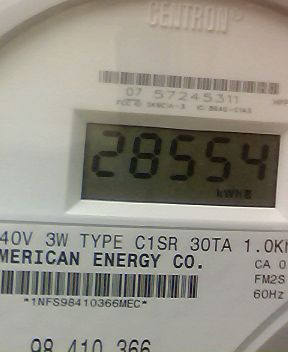 CENTRON®
07 57245311
28554
kWh
40V 3W TYPE C1SR 30TA 1.0K
MERICAN ENERGY CO.
CA 0
FM2S
60Hz
*1NFS98410366MEC*
98 410 366